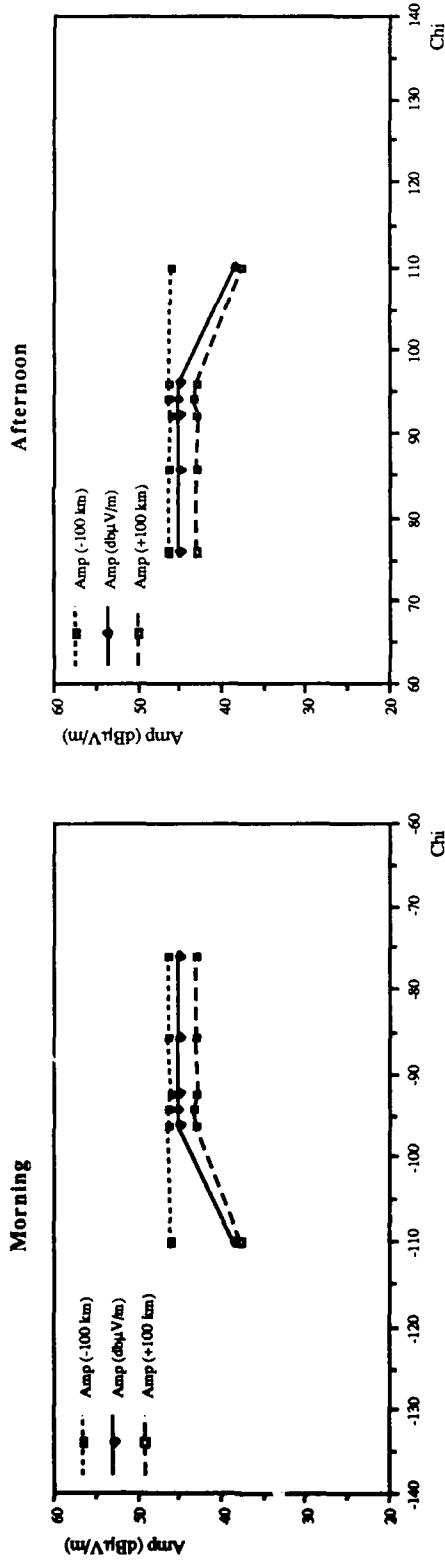 Morning
Amp (dBµV/m)
60
50
40
30
20
Amp (-100 km)
Amp (dbµV/m)
Amp (+100 km)
-140
-130
-120
-110
-100
-90
-80
-70
-60
Chi
Afternoon
Amp (dBµV/m)
60
50
40
30
20
Amp (-100 km)
Amp (dbµV/m)
Amp (+100 km)
60
70
80
90
100
110
120
130
140
Chi